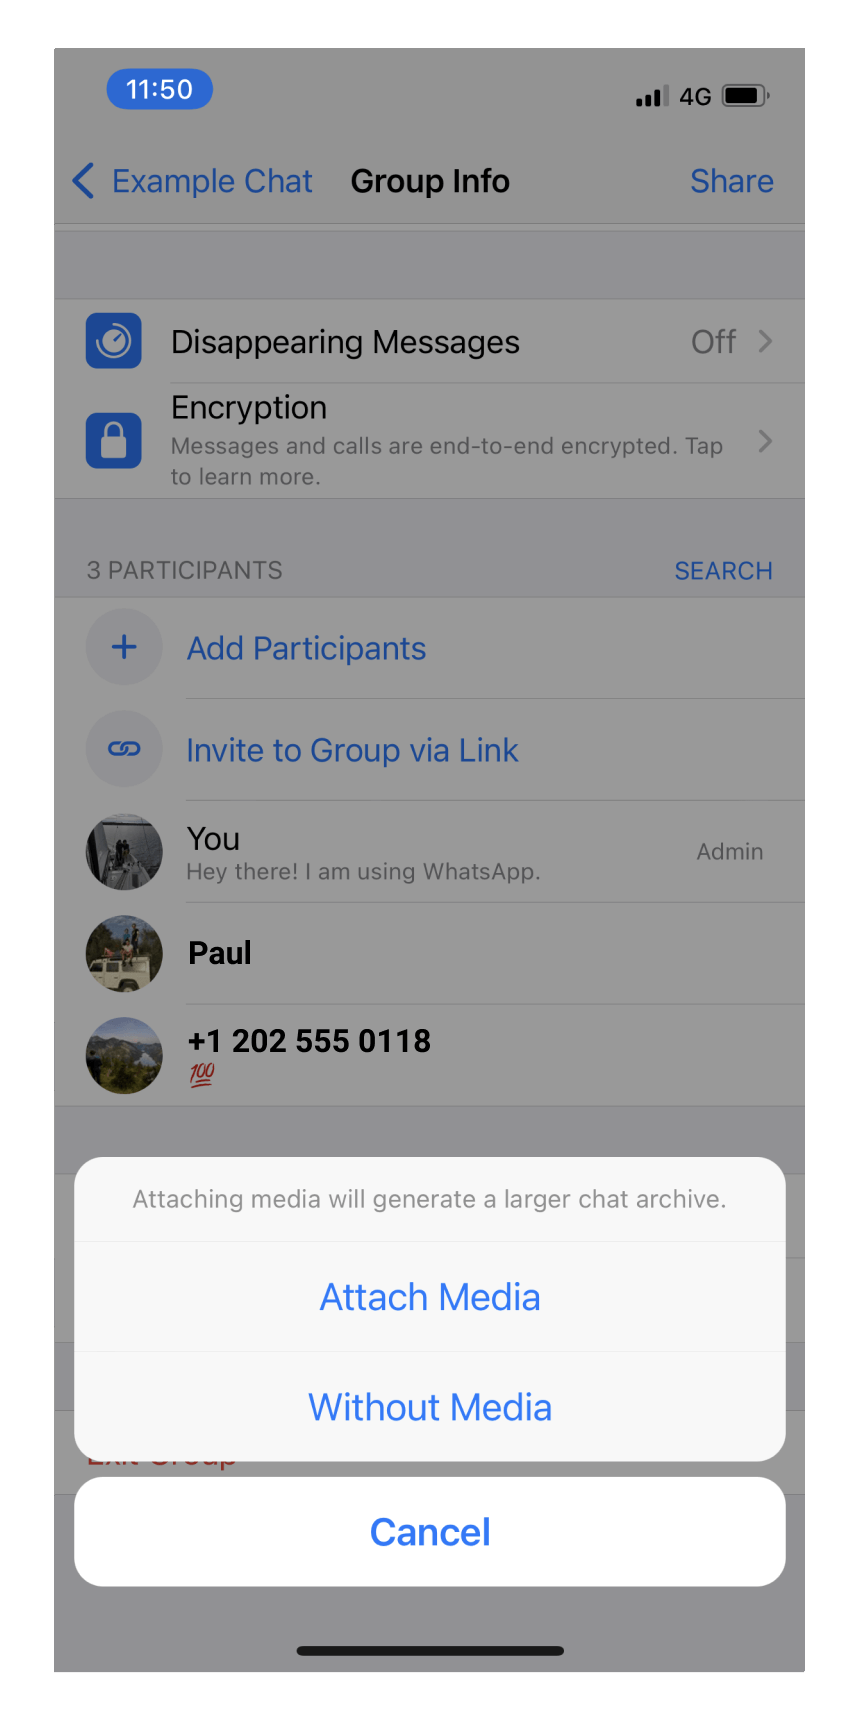 11:50
4G
Example Chat
Group Info
Share
Disappearing Messages
Off
Encryption
Messages and calls are end-to-end encrypted. Tap
to learn more.
3 PARTICIPANTS
SEARCH
Add Participants
Invite to Group via Link
You
Hey there! I am using WhatsApp.
Admin
Paul
+1 202 555 0118
💯
Attaching media will generate a larger chat archive.
Attach Media
Without Media
Exit Group
Cancel